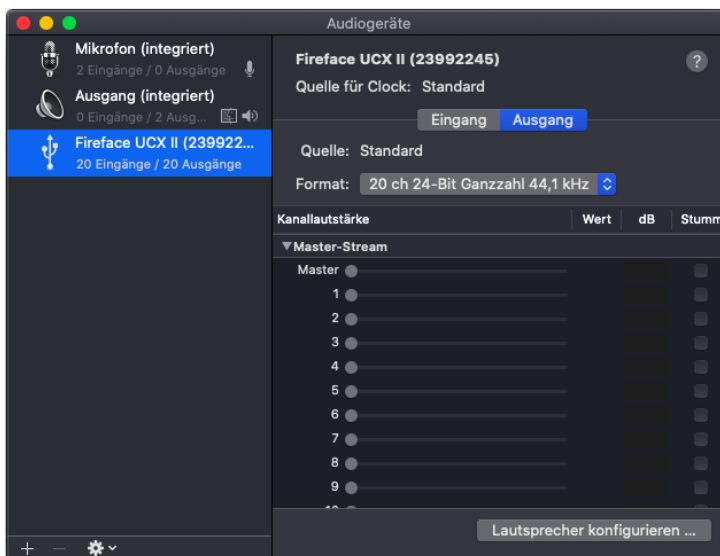 Audiogeräte
Mikrofon (integriert)
2 Eingänge / 0 Ausgänge
Ausgang (integriert)
0 Eingänge / 2 Ausg...
Fireface UCX II (239922...
20 Eingänge / 20 Ausgänge
Fireface UCX II (23992245)
?
Quelle für Clock: Standard
Eingang Ausgang
Quelle: Standard
Format: 20 ch 24-Bit Ganzzahl 44,1 kHz
Kanallautstärke Wert dB Stumm
Master-Stream
Master
1
2
3
4
5
6
7
8
9
Lautsprecher konfigurieren ...